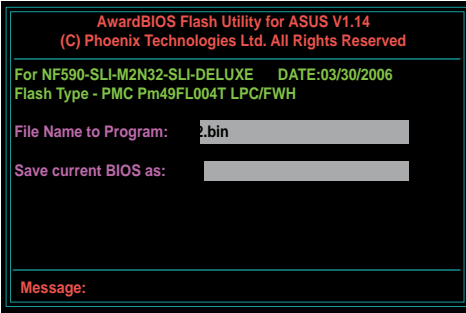 AwardBIOS Flash Utility for ASUS V1.14
(C) Phoenix Technologies Ltd. All Rights Reserved
For NF590-SLI-M2N32-SLI-DELUXE DATE:03/30/2006
Flash Type - PMC Pm49FL004T LPC/FWH
File Name to Program: 2.bin
Save current BIOS as:
Message: